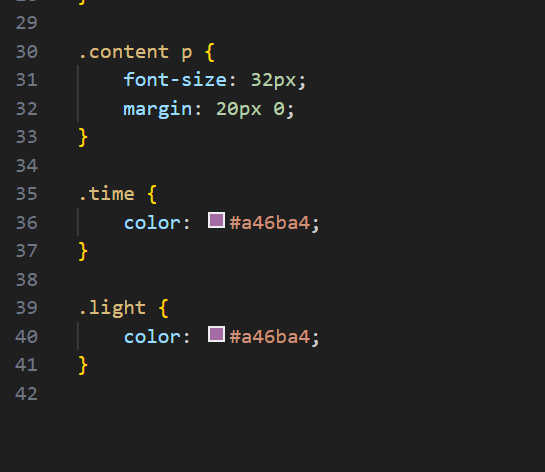 29
30 .content p {
31 font-size: 32px;
32 margin: 20px 0;
33 }
34
35 .time {
36 color: #a46ba4;
37 }
38
39 .light {
40 color: #a46ba4;
41 }
42